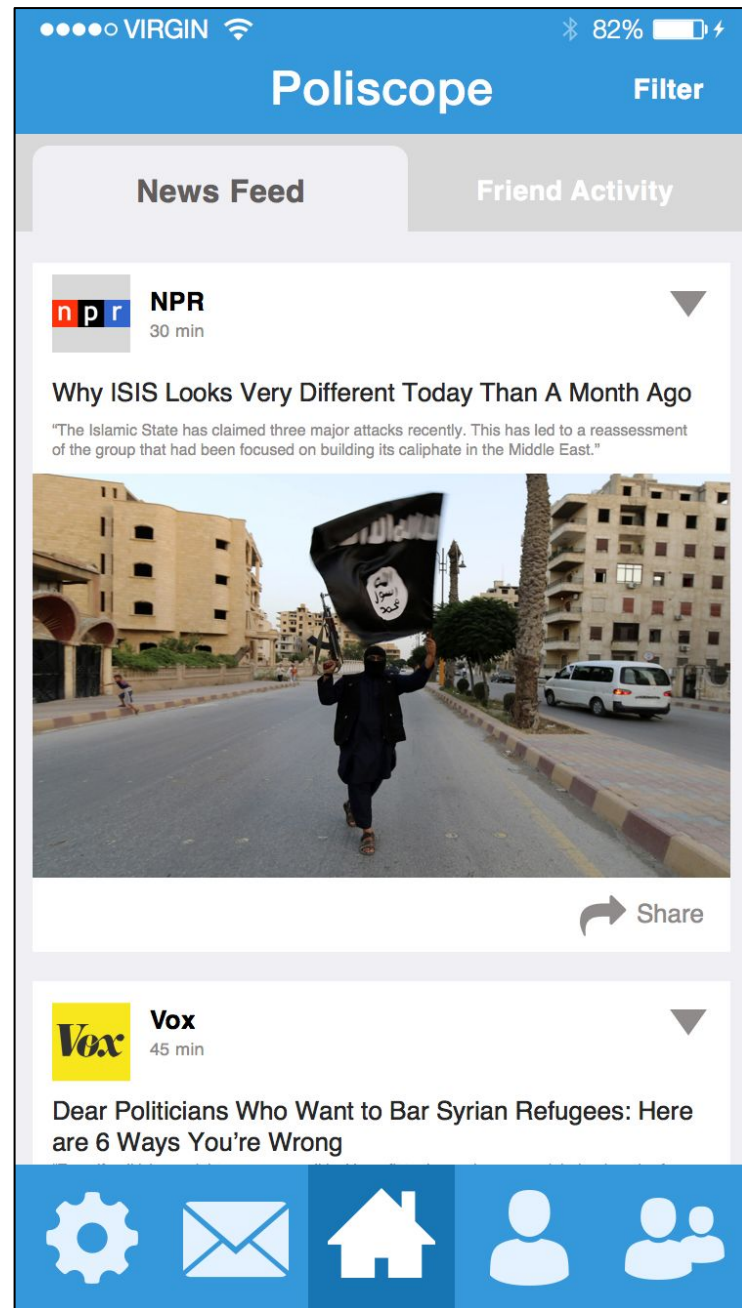 VIRGIN
82%
Poliscope
Filter
News Feed
Friend Activity
npr
NPR
30 min
Why ISIS Looks Very Different Today Than A Month Ago
“The Islamic State has claimed three major attacks recently. This has led to a reassessment
of the group that had been focused on building its caliphate in the Middle East.”
الله
رسول
محمد
Share
Vox
Vox
45 min
Dear Politicians Who Want to Bar Syrian Refugees: Here
are 6 Ways You’re Wrong